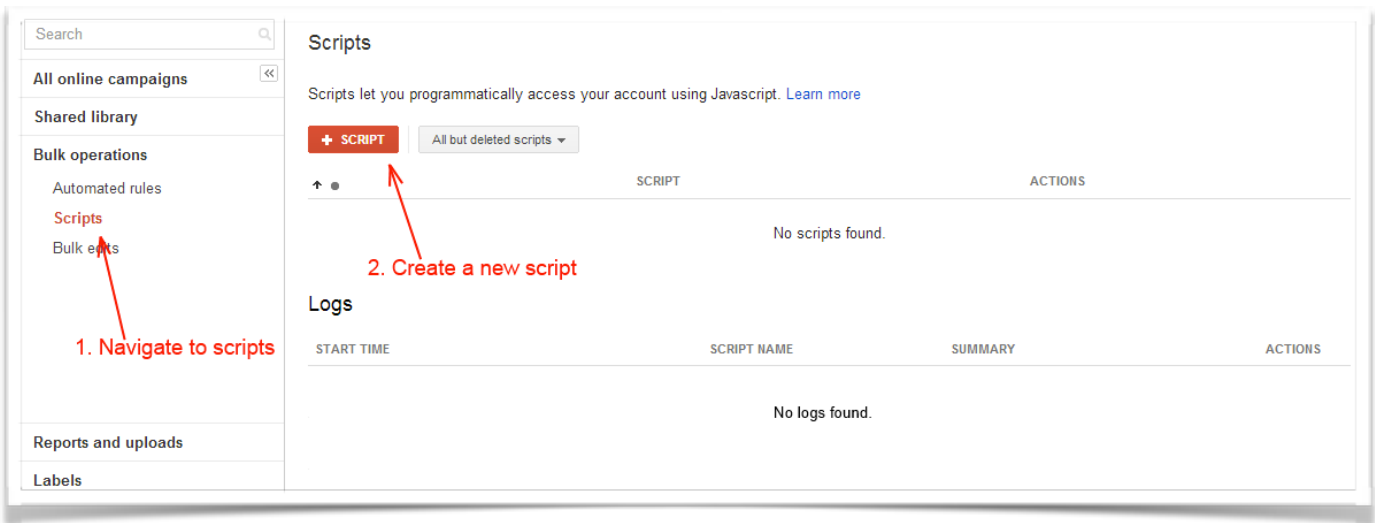 Search
All online campaigns
Shared library
Bulk operations
Automated rules
Scripts
Bulk edits
1. Navigate to scripts
Reports and uploads
Labels
Scripts
Scripts let you programmatically access your account using Javascript. Learn more
+ SCRIPT All but deleted scripts
SCRIPT ACTIONS
No scripts found.
2. Create a new script
Logs
START TIME SCRIPT NAME SUMMARY ACTIONS
No logs found.